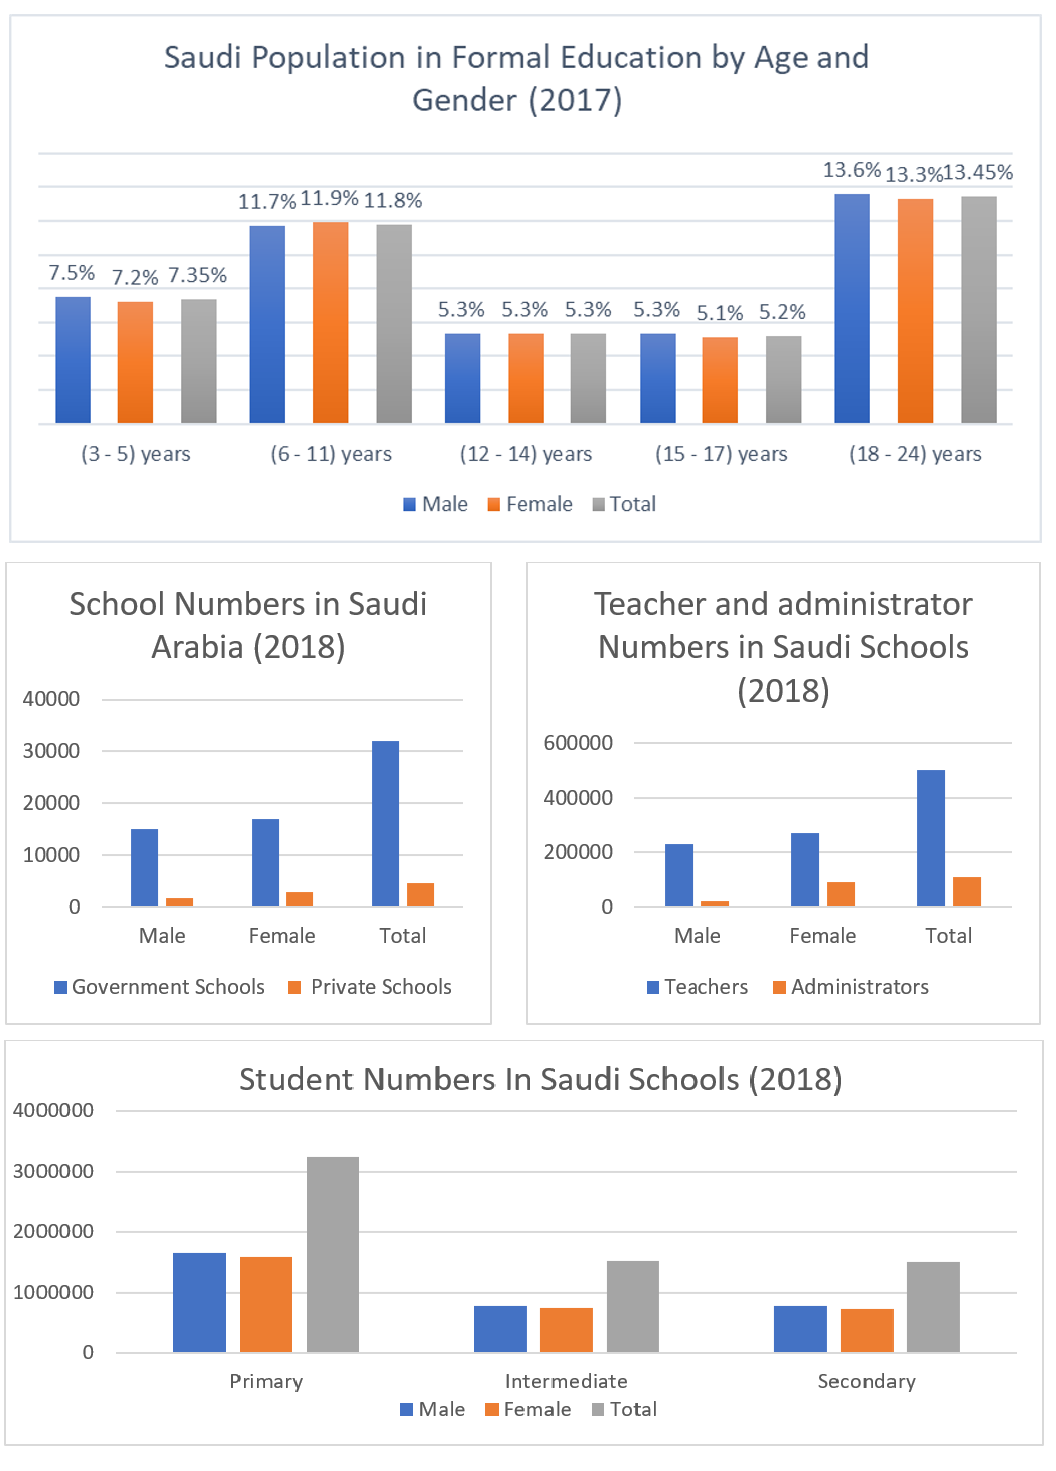 Saudi Population in Formal Education by Age and
Gender (2017)
7.5% 7.2% 7.35% 11.7% 11.9% 11.8% 5.3% 5.3% 5.3% 5.3% 5.1% 5.2% 13.6% 13.3% 13.45%
(3 - 5) years (6 - 11) years (12 - 14) years (15 - 17) years (18 - 24) years
Male Female Total
School Numbers in Saudi
Arabia (2018)
40000
30000
20000
10000
0
Male Female Total
Government Schools Private Schools
Teacher and administrator
Numbers in Saudi Schools
(2018)
600000
400000
200000
0
Male Female Total
Teachers Administrators
Student Numbers In Saudi Schools (2018)
4000000
3000000
2000000
1000000
0
Primary Intermediate Secondary
Male Female Total